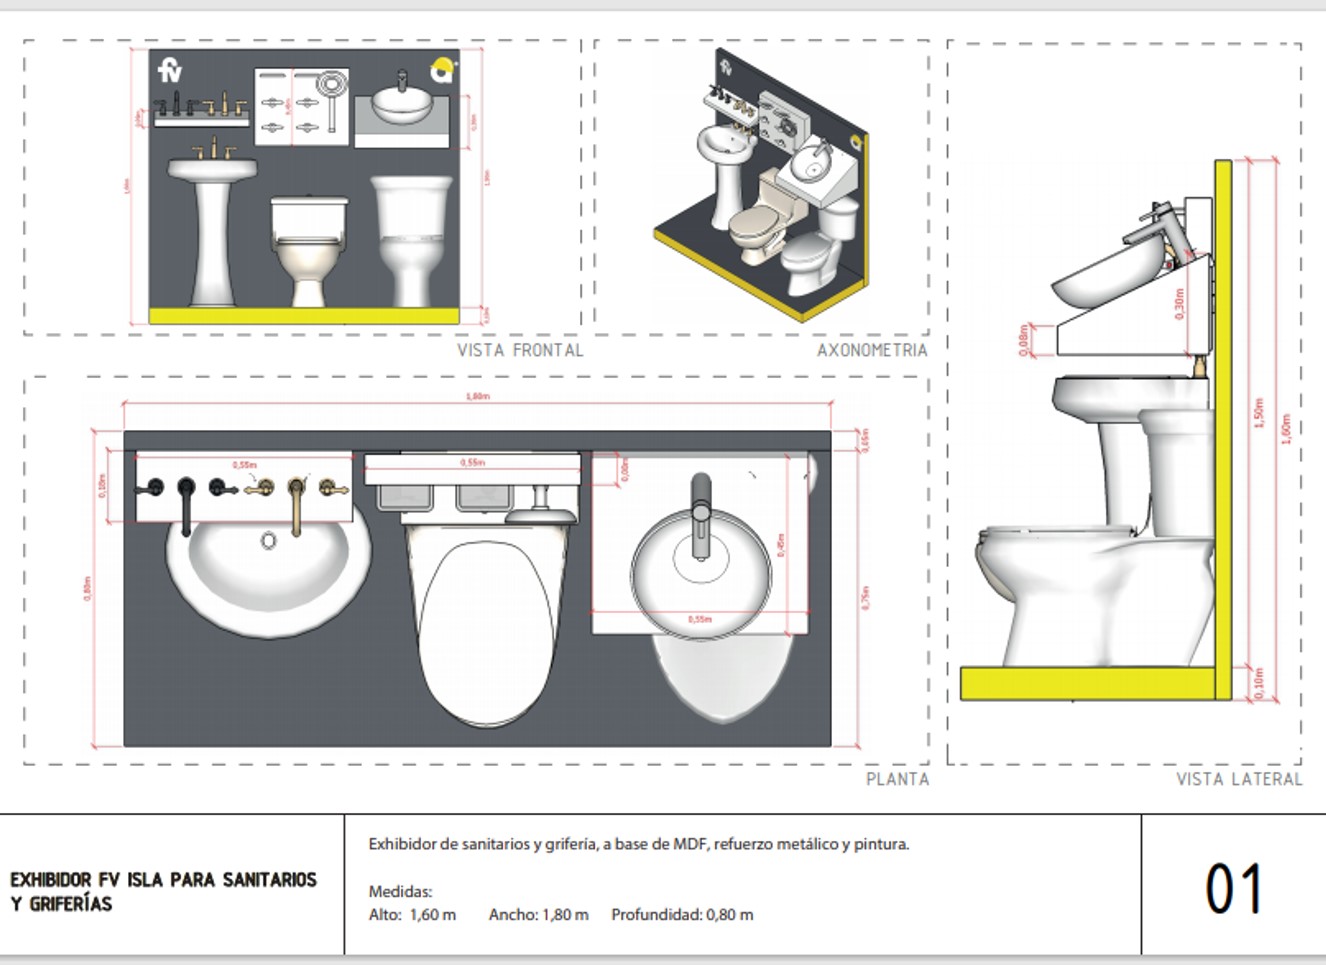 fv
a
VISTA FRONTAL
fv
a
AXONOMETRIA
1,80m
0,05m
0,55m
0,55m
0,10m
0,45m
0,55m
0,80m
0,75m
PLANTA
0,30m
0,08m
1,50m
1,60m
0,10m
VISTA LATERAL
EXHIBIDOR FV ISLA PARA SANITARIOS
Y GRIFERÍAS
Exhibidor de sanitarios y grifería, a base de MDF, refuerzo metálico y pintura.
Medidas:
Alto: 1,60 m Ancho: 1,80 m Profundidad: 0,80 m
01